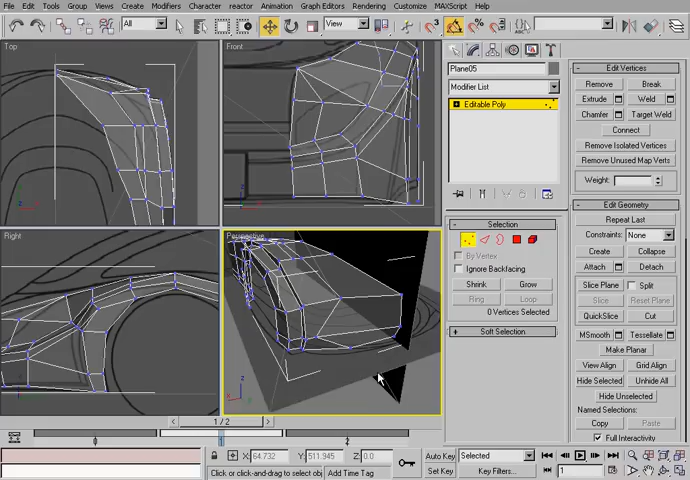 File Edit Tools Group Views Create Modifiers Character reactor Animation Graph Editors Rendering Customize MAXScript Help
All View
Top Front
Right Perspective
Plane05
Modifier List
Editable Poly
Selection
By Vertex
Ignore Backfacing
Shrink Grow
Ring Loop
0 Vertices Selected
Soft Selection
Edit Vertices
Remove Break
Extrude Weld
Chamfer Target Weld
Connect
Remove Isolated Vertices
Remove Unused Map Verts
Weight:
Edit Geometry
Repeat Last
Constraints: None
Create Collapse
Attach Detach
Slice Plane Split
Slice Reset Plane
QuickSlice Cut
MSmooth Tessellate
Make Planar
View Align Grid Align
Hide Selected Unhide All
Hide Unselected
Named Selections:
Copy Paste
Full Interactivity
1 / 2
0 1 2
X: 64.732 Y: 511.945 Z: 0.0
Auto Key Selected
Click or click-and-drag to select obj Add Time Tag
Set Key Key Filters... 1